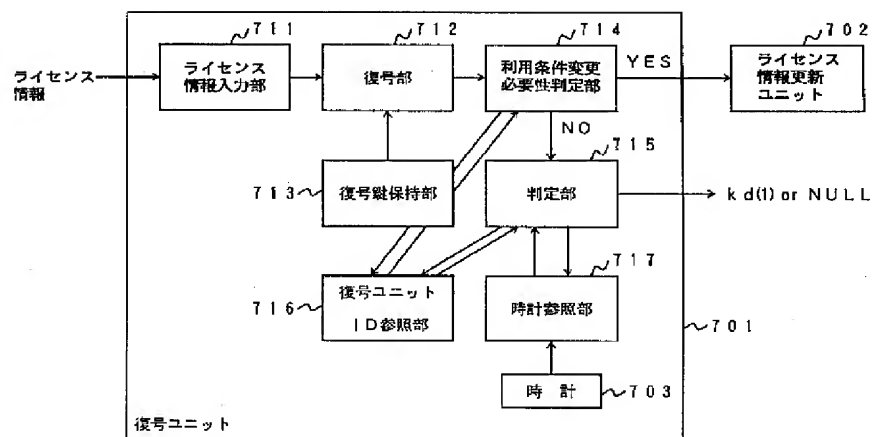 711
712
714
702
ライセンス
情報
ライセンス
情報入力部
復号部
利用条件変更
必要性判定部
YES
ライセンス
情報更新
ユニット
NO
715
713
復号鍵保持部
判定部
kd(1) or NULL
717
716
復号ユニット
ID参照部
時計参照部
701
時 計
703
復号ユニット